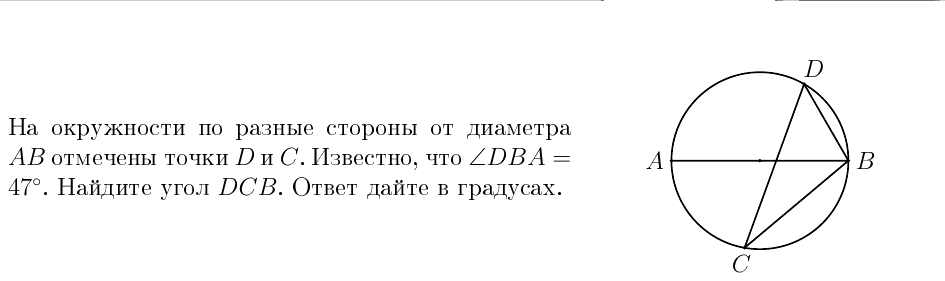 На окружности по разные стороны от диаметра
AB отмечены точки D и C. Известно, что ∠DBA =
47°. Найдите угол DCB. Ответ дайте в градусах.
D
A
B
C